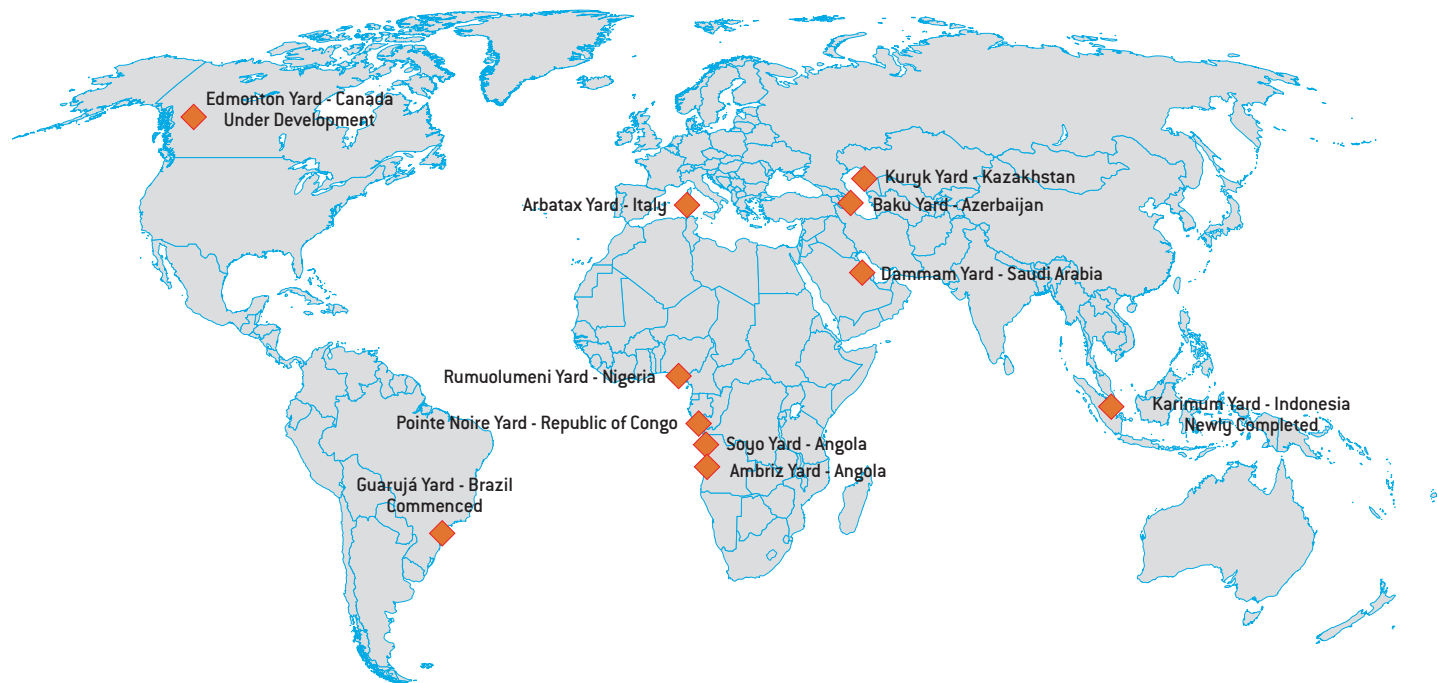 Edmonton Yard - Canada
Under Development
Kuryk Yard - Kazakhstan
Arbatax Yard - Italy
Baku Yard - Azerbaijan
Dammam Yard - Saudi Arabia
Rumuolumeni Yard - Nigeria
Karimum Yard - Indonesia
Newly Completed
Pointe Noire Yard - Republic of Congo
Soyo Yard - Angola
Ambriz Yard - Angola
Guarujá Yard - Brazil
Commenced